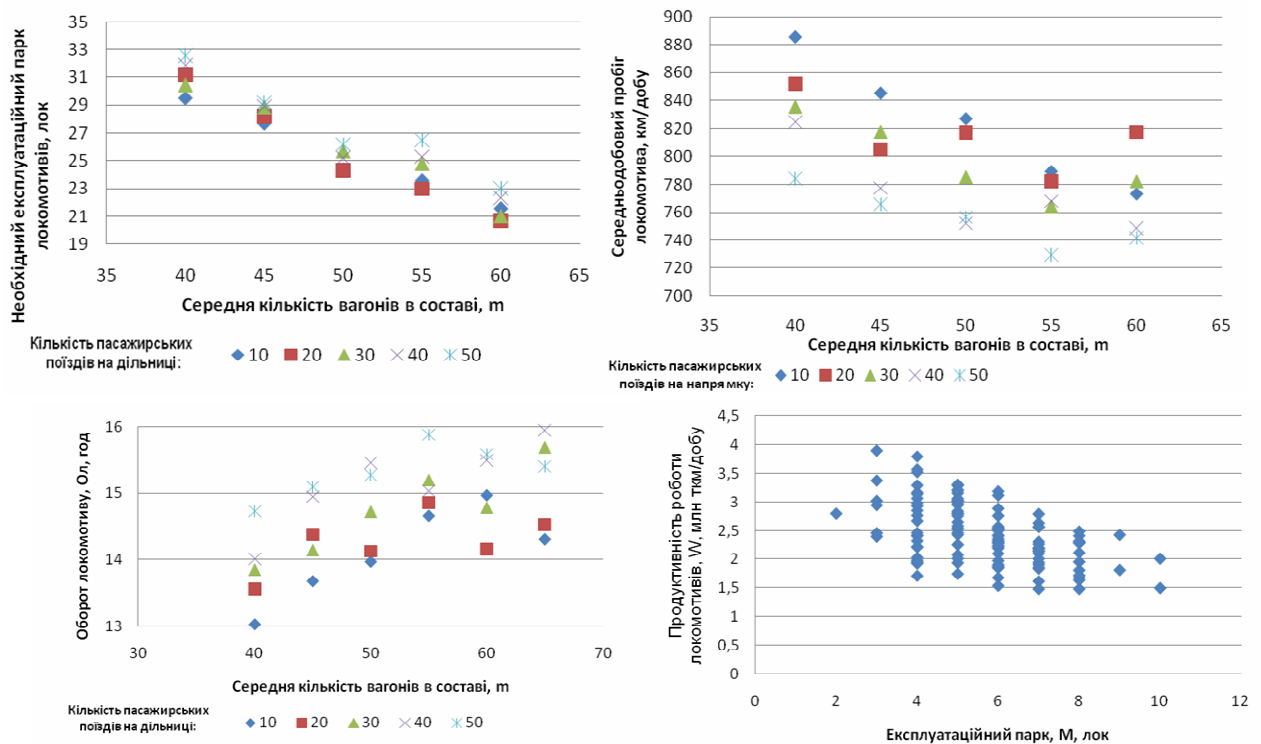 Необхідний експлуатаційний парк
локомотивів, лок
35
33
31
29
27
25
23
21
19
35 40 45 50 55 60 65
Середня кількість вагонів в составі, m
Кількість пасажирських
поїздів на дільниці:
10 20 30 40 50
Середньодобовий пробіг
локомотива, км/добу
900
880
860
840
820
800
780
760
740
720
700
35 40 45 50 55 60 65
Середня кількість вагонів в составі, m
Кількість пасажирських
поїздів на напрямку:
10 20 30 40 50
Оборот локомотиву, Ол, год
16
15
14
13
30 40 50 60 70
Середня кількість вагонів в составі, m
Кількість пасажирських
поїздів на дільниці:
10 20 30 40 50
Продуктивність роботи
локомотивів, W, млн ткм/добу
4,5
4
3,5
3
2,5
2
1,5
1
0,5
0
0 2 4 6 8 10 12
Експлуатаційний парк, М, лок